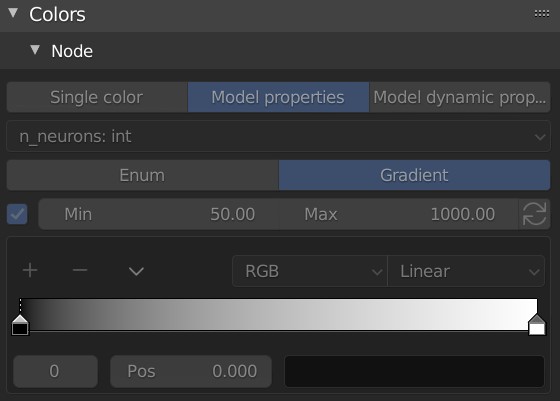 Colors
Node
Single color Model properties Model dynamic prop...
n_neurons: int
Enum Gradient
Min 50.00 Max 1000.00
RGB Linear
0 Pos 0.000